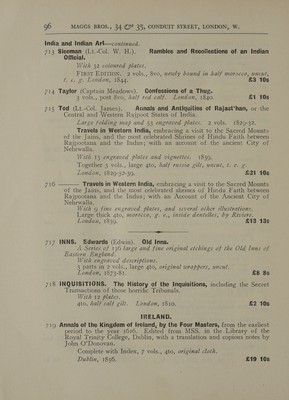 96 MAGGS BROS., 34 & 35, CONDUIT STREET, LONDON, W.
India and Indian Art—continued.
713 Sleeman (Lt.-Col. W. H.). Rambles and Recollections of an Indian
Official.
With 32 coloured plates.
FIRST EDITION. 2 vols., 8vo, newly bound in half morocco, uncut,
t. e. g. London, 1844. £3 10s
714 Taylor (Captain Meadows). Confessions of a Thug.
3 vols., post 8vo, half red calf. London, 1840. £1 10s
715 Tod (Lt.-Col. James). Annals and Antiquities of Rajast'han, or the
Central and Western Rajpoot States of India.
Large folding map and 53 engraved plates. 2 vols. 1829-32.
Travels in Western India, embracing a visit to the Sacred Mounts
of the Jains, and the most celebrated Shrines of Hindu Faith between
Rajpootana and the Indus; with an account of the ancient City of
Nehrwalla.
With 13 engraved plates and vignettes. 1839.
Together 3 vols., large 4to, half russia gilt, uncut, t. e. g.
London, 1829-32-39. £21 10s
716 ——— Travels in Western India, embracing a visit to the Sacred Mounts
of the Jains, and the most celebrated shrines of Hindu Faith between
Rajpootana and the Indus; with an Account of the Ancient City of
Nehrwalla.
With 9 fine engraved plates, and several other illustrations.
Large thick 4to, morocco, g. e., inside dentelles, by Riviere.
London, 1839. £13 13s
717 INNS. Edwards (Edwin). Old Inns.
A Series of 150 large and fine original etchings of the Old Inns of
Eastern England.
With engraved descriptions.
3 parts in 2 vols., large 4to, original wrappers, uncut.
London, 1873-81. £6 6s
718 INQUISITIONS. The History of the Inquisitions, including the Secret
Transactions of those horrific Tribunals.
With 12 plates.
4to, half calf gilt. London, 1810. £2 10s
IRELAND.
719 Annals of the Kingdom of Ireland, by the Four Masters, from the earliest
period to the year 1616. Edited from MSS. in the Library of the
Royal Trinity College, Dublin, with a translation and copious notes by
John O'Donovan.
Complete with Index, 7 vols., 4to, original cloth.
Dublin, 1856. £19 10s